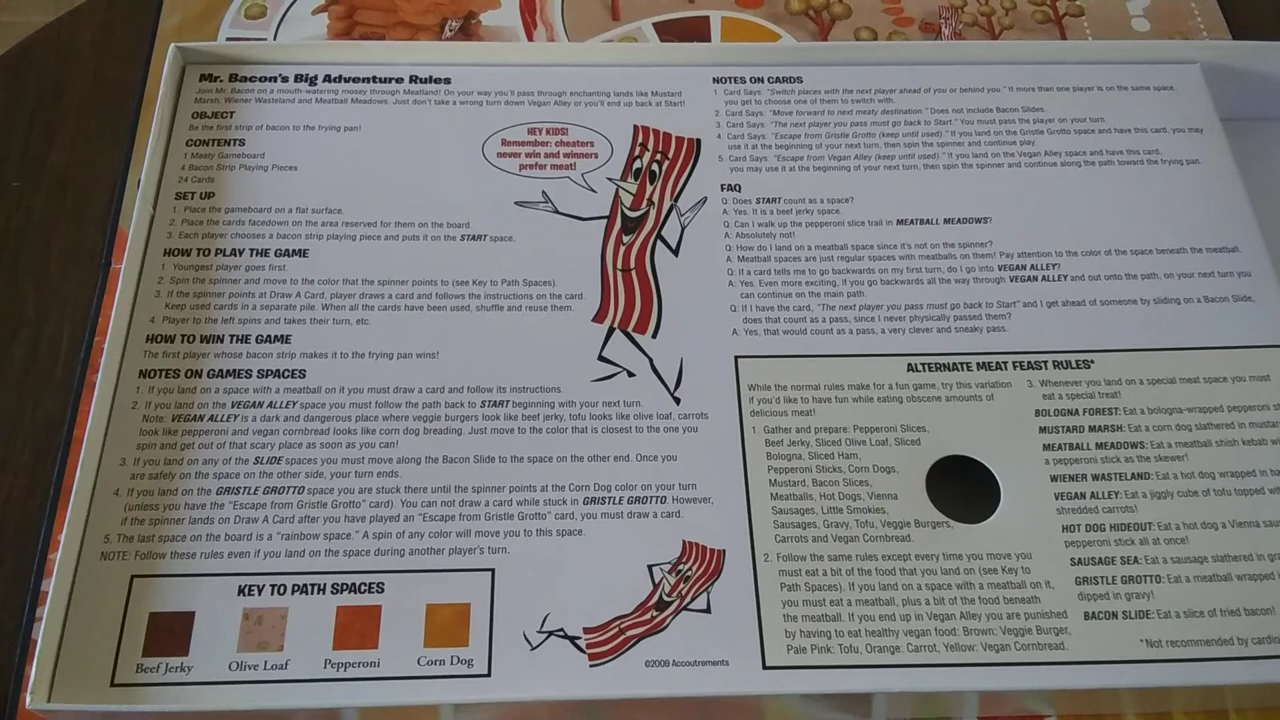 Mr. Bacon's Big Adventure Rules
Join Mr. Bacon on a mouth-watering mosey through Meatland! On your way you'll pass through enchanting lands like Mustard
Marsh, Wiener Wasteland and Meatball Meadows. Just don't take a wrong turn down Vegan Alley or you'll end up back at Start!
OBJECT
Be the first strip of bacon to the frying pan!
CONTENTS
1 Meaty Gameboard
4 Bacon Strip Playing Pieces
24 Cards
SET UP
1. Place the gameboard on a flat surface.
2. Place the cards facedown on the area reserved for them on the board
3. Each player chooses a bacon strip playing piece and puts it on the START space.
HOW TO PLAY THE GAME
1. Youngest player goes first.
2. Spin the spinner and move to the color that the spinner points to (see Key to Path Spaces).
3. If the spinner points at Draw A Card, player draws a card and follows the instructions on the card.
Keep used cards in a separate pile. When all the cards have been used, shuffle and reuse them.
4. Player to the left spins and takes their turn, etc.
HOW TO WIN THE GAME
The first player whose bacon strip makes it to the frying pan wins!
NOTES ON GAMES SPACES
1. If you land on a space with a meatball on it you must draw a card and follow its instructions.
2. If you land on the VEGAN ALLEY space you must follow the path back to START beginning with your next turn.
Note: VEGAN ALLEY is a dark and dangerous place where veggie burgers look like beef jerky, tofu looks like olive loaf, carrots
look like pepperoni and vegan cornbread looks like corn dog breading. Just move to the color that is closest to the one you
spin and get out of that scary place as soon as you can!
3. If you land on any of the SLIDE spaces you must move along the Bacon Slide to the space on the other end. Once you
are safely on the space on the other side, your turn ends.
4. If you land on the GRISTLE GROTTO space you are stuck there until the spinner points at the Corn Dog color on your turn
(unless you have the "Escape from Gristle Grotto" card). You can not draw a card while stuck in GRISTLE GROTTO. However,
if the spinner lands on Draw A Card after you have played an "Escape from Gristle Grotto" card, you must draw a card.
5. The last space on the board is a "rainbow space." A spin of any color will move you to this space.
NOTE: Follow these rules even if you land on the space during another player's turn.
KEY TO PATH SPACES
Beef Jerky
Olive Loaf
Pepperoni
Corn Dog
HEY KIDS!
Remember: cheaters
never win and winners
prefer meat!
©2009 Accoutrements
NOTES ON CARDS
1 Card Says: "Switch places with the next player ahead of you or behind you." If more than one player is on the same space,
you get to choose one of them to switch with.
2. Card Says: "Move forward to next meaty destination." Does not include Bacon Slides.
3. Card Says: "The next player you pass must go back to Start." You must pass the player on your turn.
4. Card Says: "Escape from Gristle Grotto (keep until used)." If you land on the Gristle Grotto space and have this card, you may
use it at the beginning of your next turn, then spin the spinner and continue play.
5. Card Says: "Escape from Vegan Alley (keep until used)." If you land on the Vegan Alley space and have this card,
you may use it at the beginning of your next turn, then spin the spinner and continue along the path toward the frying pan.
FAQ
Q: Does START count as a space?
A: Yes. It is a beef jerky space.
Q: Can I walk up the pepperoni slice trail in MEATBALL MEADOWS?
A: Absolutely not!
Q: How do I land on a meatball space since it's not on the spinner?
A: Meatball spaces are just regular spaces with meatballs on them! Pay attention to the color of the space beneath the meatball.
Q: If a card tells me to go backwards on my first turn, do I go into VEGAN ALLEY?
A: Yes. Even more exciting, if you go backwards all the way through VEGAN ALLEY and out onto the path, on your next turn you
can continue on the main path.
Q: If I have the card, "The next player you pass must go back to Start" and I get ahead of someone by sliding on a Bacon Slide,
does that count as a pass, since I never physically passed them?
A: Yes, that would count as a pass, a very clever and sneaky pass.
ALTERNATE MEAT FEAST RULES*
While the normal rules make for a fun game, try this variation
if you'd like to have fun while eating obscene amounts of
delicious meat!
1. Gather and prepare: Pepperoni Slices,
Beef Jerky, Sliced Olive Loaf, Sliced
Bologna, Sliced Ham,
Pepperoni Sticks, Corn Dogs,
Mustard, Bacon Slices,
Meatballs, Hot Dogs, Vienna
Sausages, Little Smokies,
Sausages, Gravy, Tofu, Veggie Burgers,
Carrots and Vegan Cornbread.
2. Follow the same rules except every time you move you
must eat a bit of the food that you land on (see Key to
Path Spaces). If you land on a space with a meatball on it,
you must eat a meatball, plus a bit of the food beneath
the meatball. If you end up in Vegan Alley you are punished
by having to eat healthy vegan food: Brown: Veggie Burger,
Pale Pink: Tofu, Orange: Carrot, Yellow: Vegan Cornbread.
3. Whenever you land on a special meat space you must
eat a special treat!
BOLOGNA FOREST: Eat a bologna-wrapped pepperoni
MUSTARD MARSH: Eat a corn dog slathered in
MEATBALL MEADOWS: Eat a meatball shish kebab
a pepperoni stick as the skewer!
WIENER WASTELAND: Eat a hot dog wrapped in
VEGAN ALLEY: Eat a jiggly cube of tofu topped
shredded carrots!
HOT DOG HIDEOUT: Eat a hot dog a Vienna
pepperoni stick all at once!
SAUSAGE SEA: Eat a sausage slathered in
GRISTLE GROTTO: Eat a meatball wrapped
dipped in gravy!
BACON SLIDE: Eat a slice of fried bacon!
*Not recommended by